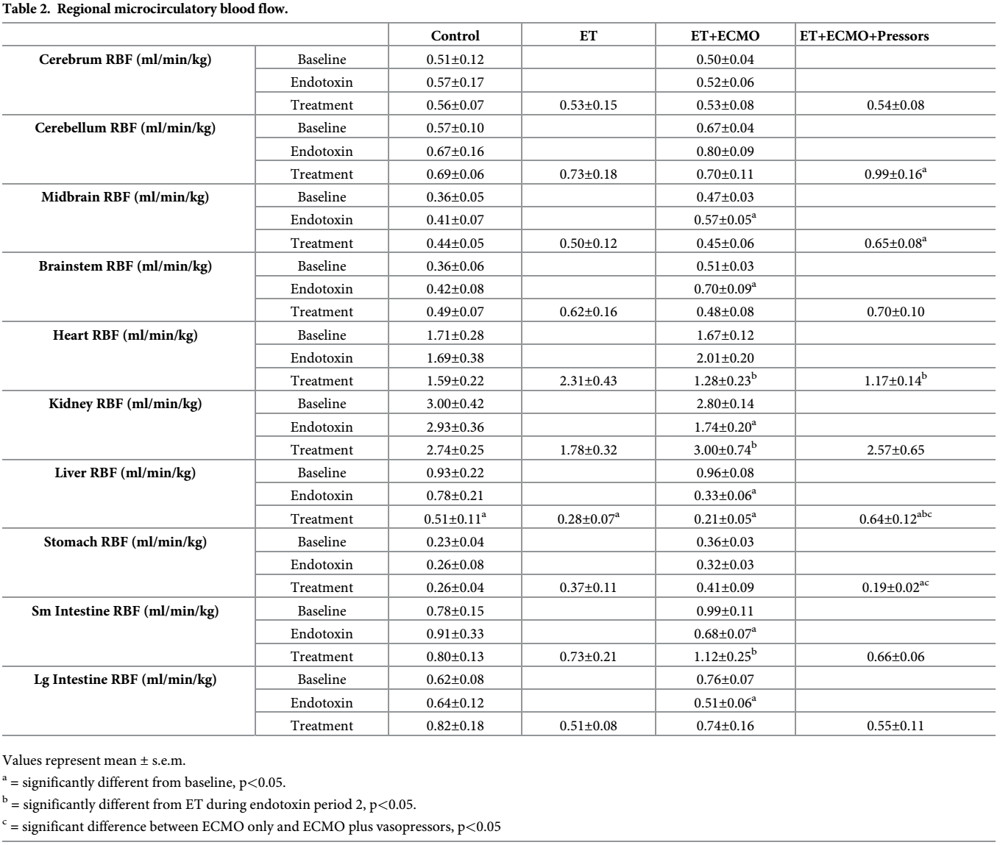 Table 2. Regional microcirculatory blood flow.
Control ET ET+ECMO ET+ECMO+Pressors
Cerebrum RBF (ml/min/kg) Baseline 0.51±0.12 0.50±0.04
Endotoxin 0.57±0.17 0.52±0.06
Treatment 0.56±0.07 0.53±0.15 0.53±0.08 0.54±0.08
Cerebellum RBF (ml/min/kg) Baseline 0.57±0.10 0.67±0.04
Endotoxin 0.67±0.16 0.80±0.09
Treatment 0.69±0.06 0.73±0.18 0.70±0.11 0.99±0.16a
Midbrain RBF (ml/min/kg) Baseline 0.36±0.05 0.47±0.03
Endotoxin 0.41±0.07 0.57±0.05a
Treatment 0.44±0.05 0.50±0.12 0.45±0.06 0.65±0.08a
Brainstem RBF (ml/min/kg) Baseline 0.36±0.06 0.51±0.03
Endotoxin 0.42±0.08 0.70±0.09a
Treatment 0.49±0.07 0.62±0.16 0.48±0.08 0.70±0.10
Heart RBF (ml/min/kg) Baseline 1.71±0.28 1.67±0.12
Endotoxin 1.69±0.38 2.01±0.20
Treatment 1.59±0.22 2.31±0.43 1.28±0.23b 1.17±0.14b
Kidney RBF (ml/min/kg) Baseline 3.00±0.42 2.80±0.14
Endotoxin 2.93±0.36 1.74±0.20a
Treatment 2.74±0.25 1.78±0.32 3.00±0.74b 2.57±0.65
Liver RBF (ml/min/kg) Baseline 0.93±0.22 0.96±0.08
Endotoxin 0.78±0.21 0.33±0.06a
Treatment 0.51±0.11a 0.28±0.07a 0.21±0.05a 0.64±0.12abc
Stomach RBF (ml/min/kg) Baseline 0.23±0.04 0.36±0.03
Endotoxin 0.26±0.08 0.32±0.03
Treatment 0.26±0.04 0.37±0.11 0.41±0.09 0.19±0.02ac
Sm Intestine RBF (ml/min/kg) Baseline 0.78±0.15 0.99±0.11
Endotoxin 0.91±0.33 0.68±0.07a
Treatment 0.80±0.13 0.73±0.21 1.12±0.25b 0.66±0.06
Lg Intestine RBF (ml/min/kg) Baseline 0.62±0.08 0.76±0.07
Endotoxin 0.64±0.12 0.51±0.06a
Treatment 0.82±0.18 0.51±0.08 0.74±0.16 0.55±0.11
Values represent mean ± s.e.m.
a = significantly different from baseline, p<0.05.
b = significantly different from ET during endotoxin period 2, p<0.05.
c = significant difference between ECMO only and ECMO plus vasopressors, p<0.05